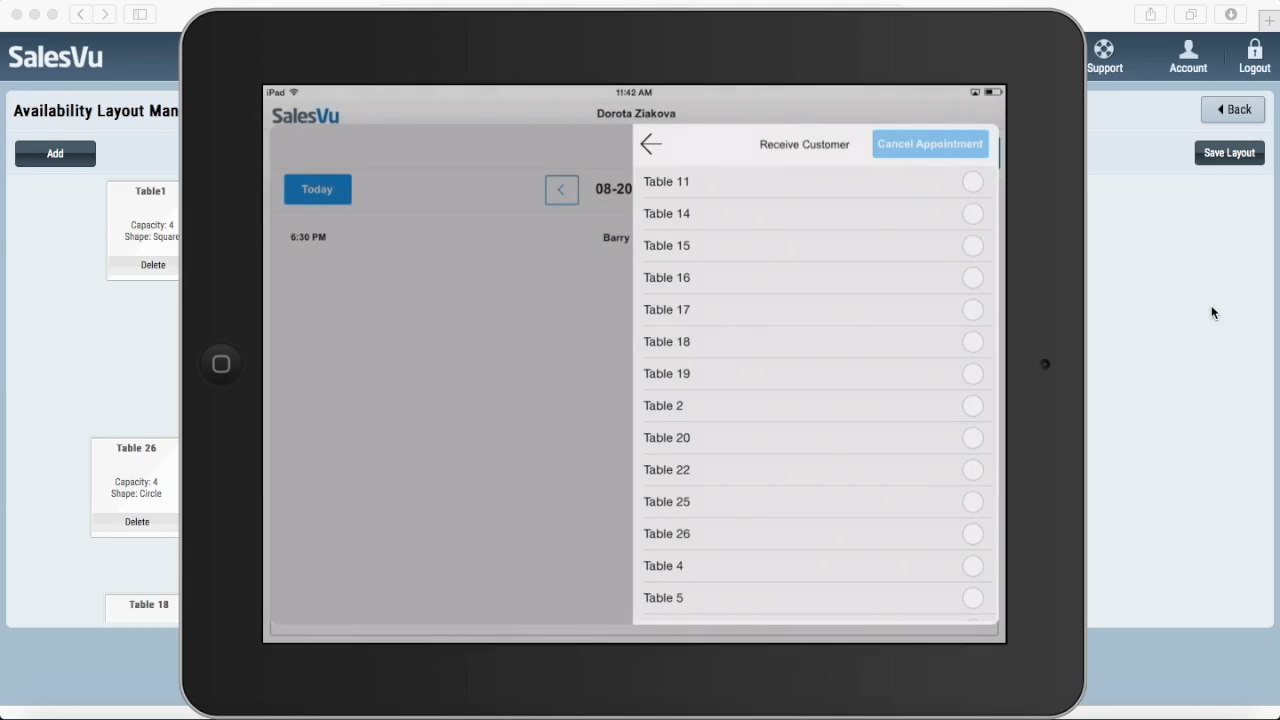 SalesVu
Support
Account
Logout
Availability Layout Man
Back
Add
Save Layout
Table1
Capacity: 4
Shape: Square
Delete
Table 26
Capacity: 4
Shape: Circle
Delete
Table 18
iPad
11:42 AM
SalesVu
Dorota Ziakova
Today
08-20
6:30 PM
Barry
Receive Customer
Cancel Appointment
Table 11
Table 14
Table 15
Table 16
Table 17
Table 18
Table 19
Table 2
Table 20
Table 22
Table 25
Table 26
Table 4
Table 5